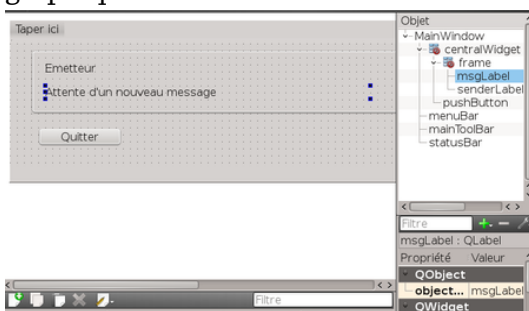 Taper ici
Emetteur
Attente d'un nouveau message
Quitter
Filtre
Objet
MainWindow
centralWidget
frame
msgLabel
senderLabel
pushButton
menuBar
mainToolBar
statusBar
Filtre
msgLabel : QLabel
Propriété Valeur
QObject
object... msgLabel
QWidget